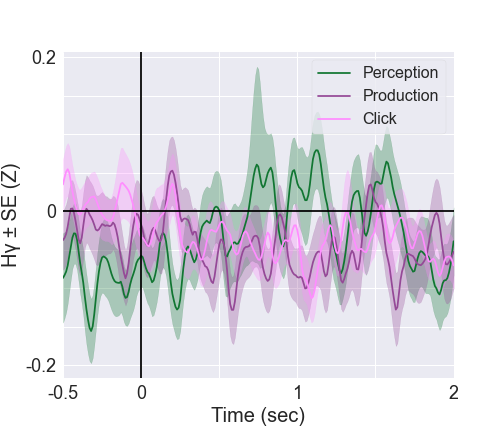 0.2
Perception
Production
Click
0
Hγ ± SE (Z)
-0.2
-0.5 0 1 2
Time (sec)